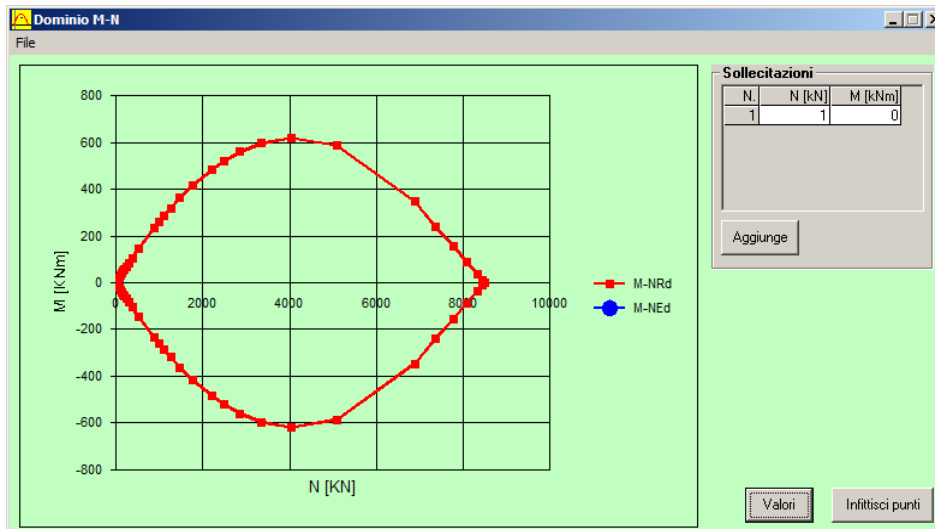 Dominio M-N
File
800
600
400
200
0
-200
-400
-600
-800
M [KNm]
0 2000 4000 6000 8000 10000
N [KN]
M-NRd
M-NEd
Sollecitazioni
N. N [kN] M [kNm]
1 1 0
Aggiunge
Valori
Infittisci punti